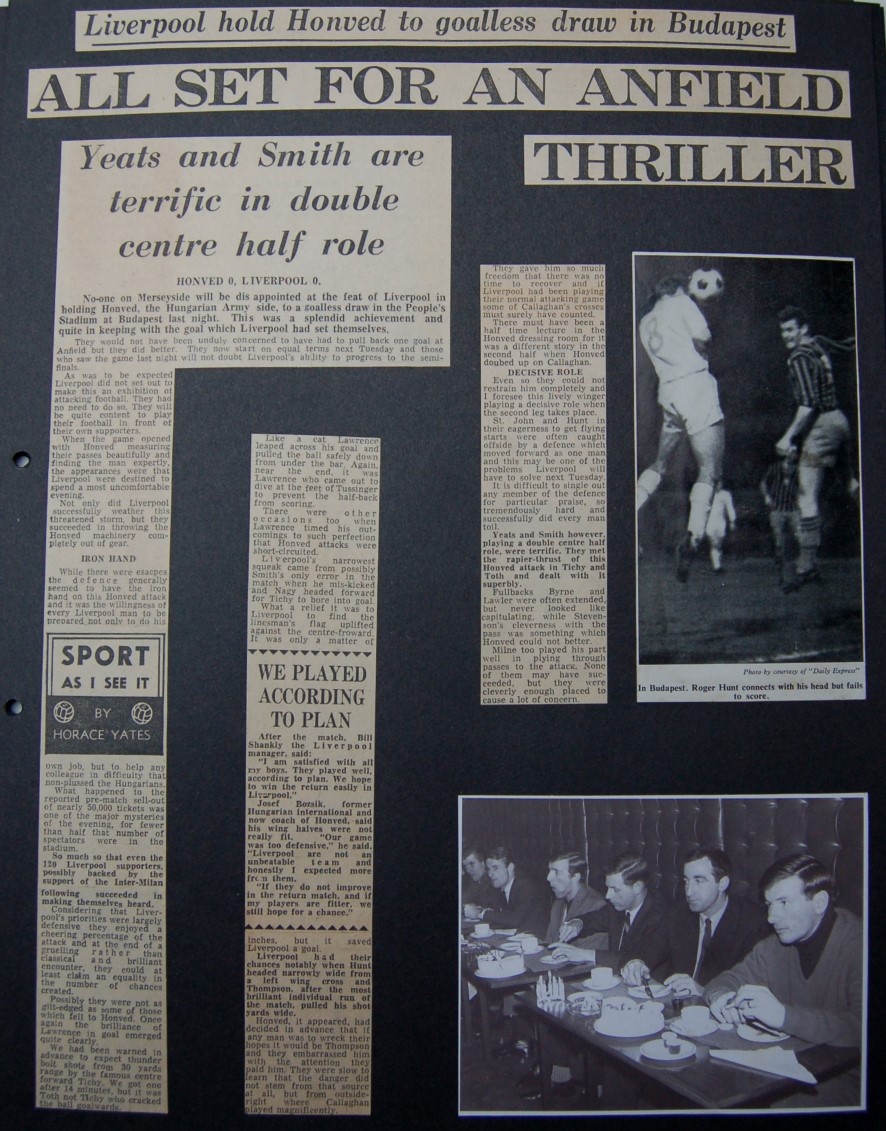 Liverpool hold Honved to goalless draw in Budapest
ALL SET FOR AN ANFIELD
THRILLER
Yeats and Smith are
terrific in double
centre half role
HONVED 0, LIVERPOOL 0.
No-one on Merseyside will be dis appointed at the feat of Liverpool in
holding Honved, the Hungarian Army side, to a goalless draw in the People's
Stadium at Budapest last night. This was a splendid achievement and
quite in keeping with the goal which Liverpool had set themselves.
They would not have been unduly concerned to have had to pull back one goal at
Anfield but they did better. They now start on equal terms next Tuesday and those
who saw the game last night will not doubt Liverpool's ability to progress to the semi-
finals.
As was to be expected
Liverpool did not set out to
make this an exhibition of
attacking football. They had
no need to do so. They will
be quite content to play
their football in front of
their own supporters.
When the game opened
with Honved measuring
their passes beautifully and
finding the man expertly,
the appearances were that
Liverpool were destined to
spend a most uncomfortable
evening.
Not only did Liverpool
successfully weather this
threatened storm, but they
succeeded in throwing the
Honved machinery com-
pletely out of gear.
IRON HAND
While there were esacpes
the defence generally
seemed to have the iron
hand on this Honved attack
and it was the willingness of
every Liverpool man to be
prepared not only to do his
SPORT
AS I SEE IT
BY
HORACE YATES
own job, but to help any
colleague in difficulty that
non-plussed the Hungarians.
What happened to the
reported pre-match sell-out
of nearly 50,000 tickets was
one of the major mysteries
of the evening, for fewer
than half that number of
spectators were in the
stadium.
So much so that even the
120 Liverpool supporters,
possibly backed by the
support of the Inter-Milan
following succeeded in
making themselves heard.
Considering that Liver-
pool's priorities were largely
defensive they enjoyed a
cheering percentage of the
attack and at the end of a
gruelling rather than
classical and brilliant
encounter, they could at
least claim an equality in
the number of chances
created.
Possibly they were not as
gilt-edged as some of those
which fell to Honved. Once
again the brilliance of
Lawrence in goal emerged
quite clearly.
We had been warned in
advance to expect thunder
bolt shots from 30 yards
range by the famous centre
forward Tichy. We got one
after 14 minutes, but it was
Toth not Tichy who cracked
the ball goalwards.
Like a cat Lawrence
leaped across his goal and
pulled the ball safely down
from under the bar. Again,
near the end, it was
Lawrence who came out to
dive at the feet of Tussinger
to prevent the half-back
from scoring.
There were other
occasions too when
Lawrence timed his out-
comings to such perfection
that Honved attacks were
short-circuited.
Liverpool's narrowest
squeak came from possibly
Smith's only error in the
match when he mis-kicked
and Nagy headed forward
for Tichy to bore into goal.
What a relief it was to
Liverpool to find the
linesman's flag uplifted
against the centre-froward.
It was only a matter of
WE PLAYED
ACCORDING
TO PLAN
After the match, Bill
Shankly the Liverpool
manager, said:
"I am satisfied with all
my boys. They played well,
according to plan. We hope
to win the return easily in
Liverpool."
Josef Bozsik, former
Hungarian international and
now coach of Honved, said
his wing halves were not
really fit. "Our game
was too defensive," he said.
"Liverpool are not an
unbeatable team and
honestly I expected more
from them.
"If they do not improve
in the return match, and if
my players are fitter, we
still hope for a chance."
inches, but it saved
Liverpool a goal.
Liverpool had their
chances notably when Hunt
headed narrowly wide from
a left wing cross and
Thompson, after the most
brilliant individual run of
the match, pulled his shot
yards wide.
Honved, it appeared, had
decided in advance that if
any man was to wreck their
hopes it would be Thompson
and they embarrassed him
with the attention they
paid him. They were slow to
learn that the danger did
not stem from that source
at all, but from outside-
right where Callaghan
played magnificently.
They gave him so much
freedom that there was no
time to recover and if
Liverpool had been playing
their normal attacking game
some of Callaghan's crosses
must surely have counted.
There must have been a
half time lecture in the
Honved dressing room for it
was a different story in the
second half when Honved
doubled up on Callaghan.
DECISIVE ROLE
Even so they could not
restrain him completely and
I foresee this lively winger
playing a decisive role when
the second leg takes place.
St. John and Hunt in
their eagerness to get flying
starts were often caught
offside by a defence which
moved forward as one man
and this may be one of the
problems Liverpool will
have to solve next Tuesday.
It is difficult to single out
any member of the defence
for particular praise, so
tremendously hard and
successfully did every man
toil.
Yeats and Smith however,
playing a double centre half
role, were terrific. They met
the rapier-thrust of this
Honved attack in Tichy and
Toth and dealt with it
superbly.
Fullbacks Byrne and
Lawler were often extended,
but never looked like
capitulating, while Steven-
son's cleverness with the
pass was something which
Honved could not better.
Milne too played his part
well in plying through
passes to the attack. None
of them may have suc-
ceeded, but they were
cleverly enough placed to
cause a lot of concern.
8
Photo by courtesy of "Daily Express"
In Budapest. Roger Hunt connects with his head but fails
to score.